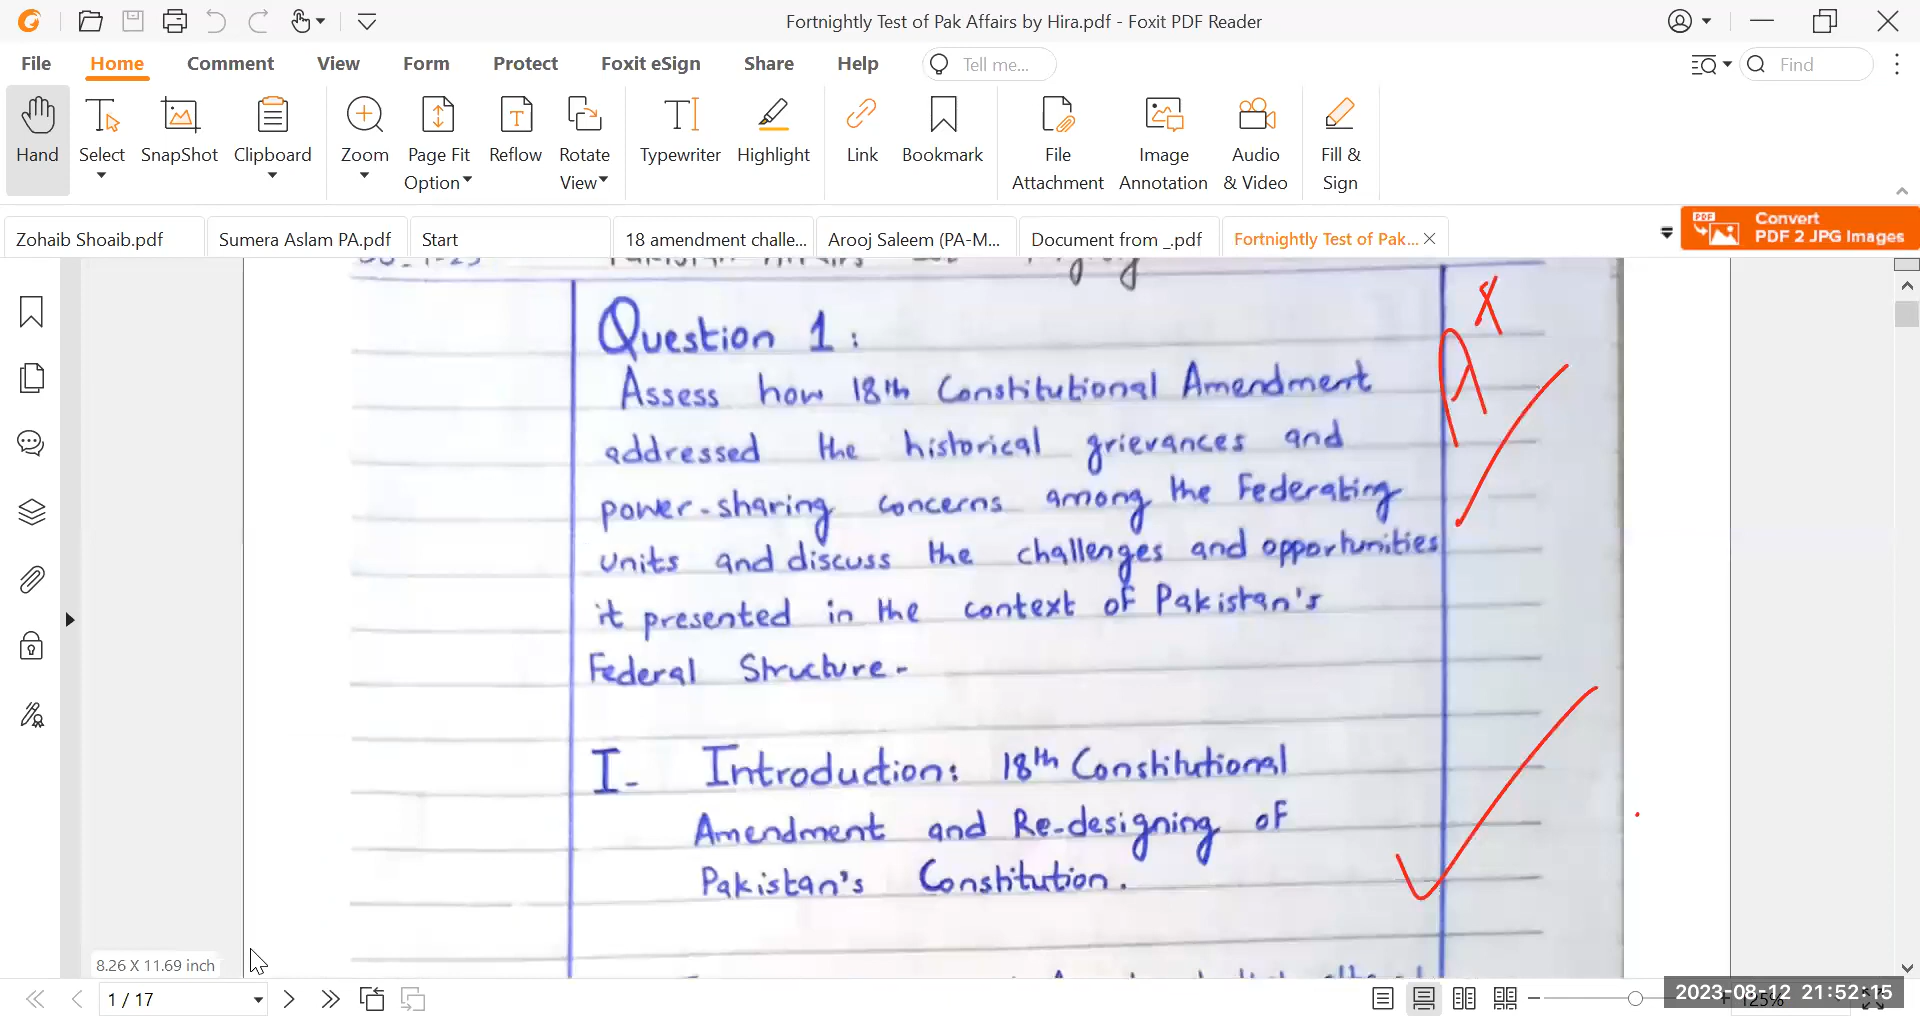 Fortnightly Test of Pak Affairs by Hira.pdf - Foxit PDF Reader
File Home Comment View Form Protect Foxit eSign Share Help Tell me... Find
Hand Select SnapShot Clipboard Zoom Page Fit Option Reflow Rotate View Typewriter Highlight Link Bookmark File Attachment Image Annotation Audio & Video Fill & Sign
Zohaib Shoaib.pdf Sumera Aslam PA.pdf Start 18 amendment challe... Arooj Saleem (PA-M... Document from _.pdf Fortnightly Test of Pak...
PDF Convert
PDF 2 JPG Images
Question 1:
Assess how 18th Constitutional Amendment
addressed the historical grievances and
power-sharing concerns among the Federating
units and discuss the challenges and opportunities
it presented in the context of Pakistan's
Federal Structure-
I- Introduction: 18th Constitutional
Amendment and Re-designing of
Pakistan's Constitution.
8.26 X 11.69 inch
1 / 17
125%
2023-08-12 21:52:15